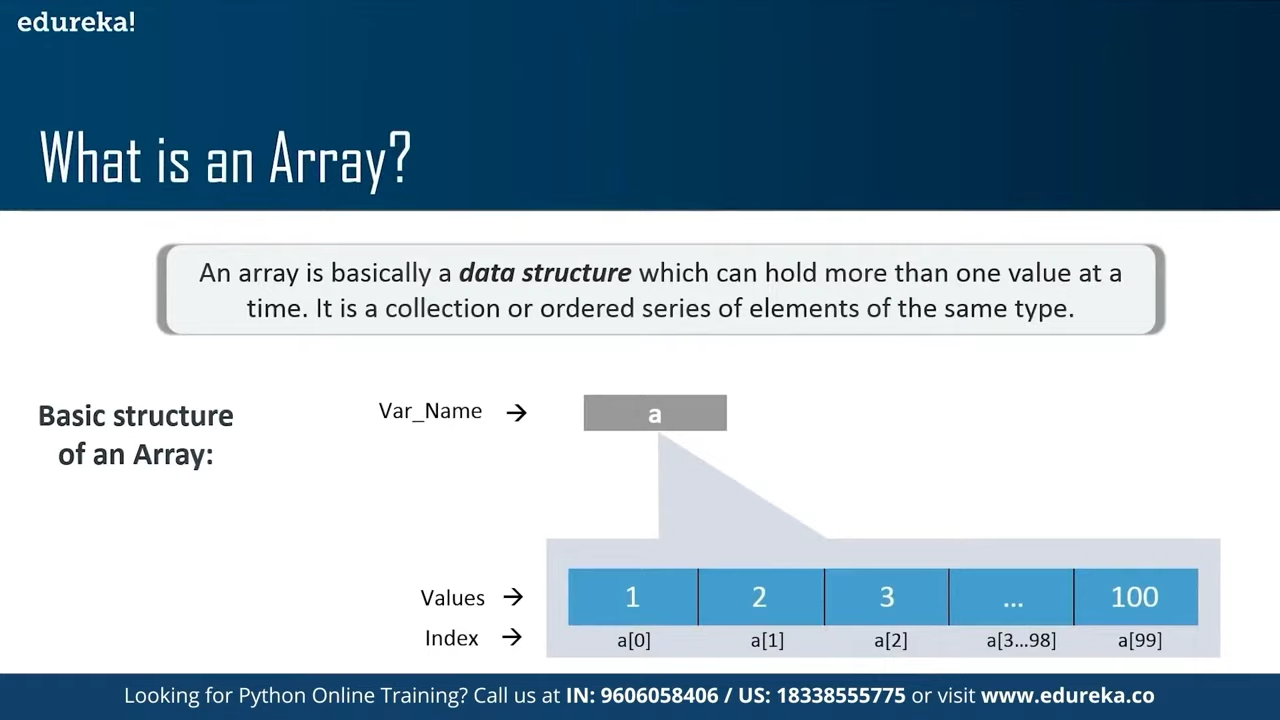 edureka!
What is an Array?
An array is basically a data structure which can hold more than one value at a
time. It is a collection or ordered series of elements of the same type.
Basic structure
of an Array:
Var_Name → a
Values → 1 2 3 ... 100
Index → a[0] a[1] a[2] a[3...98] a[99]
Looking for Python Online Training? Call us at IN: 9606058406 / US: 18338555775 or visit www.edureka.co